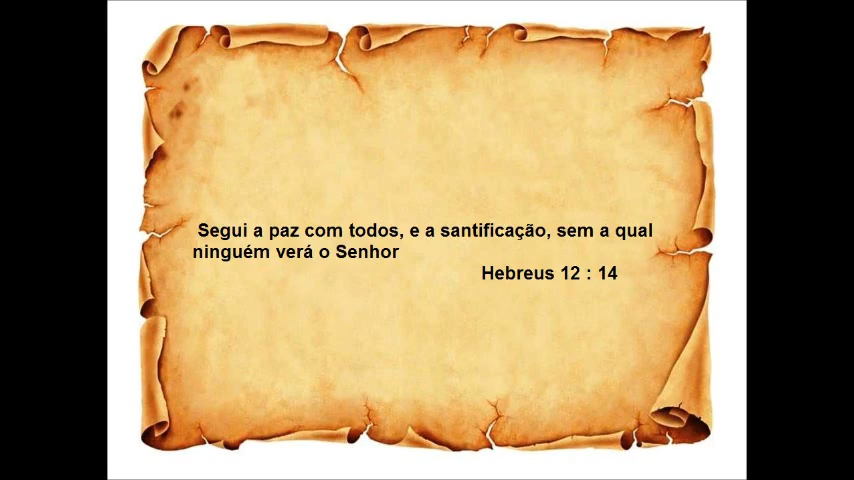 Segui a paz com todos, e a santificação, sem a qual
ninguém verá o Senhor
Hebreus 12 : 14